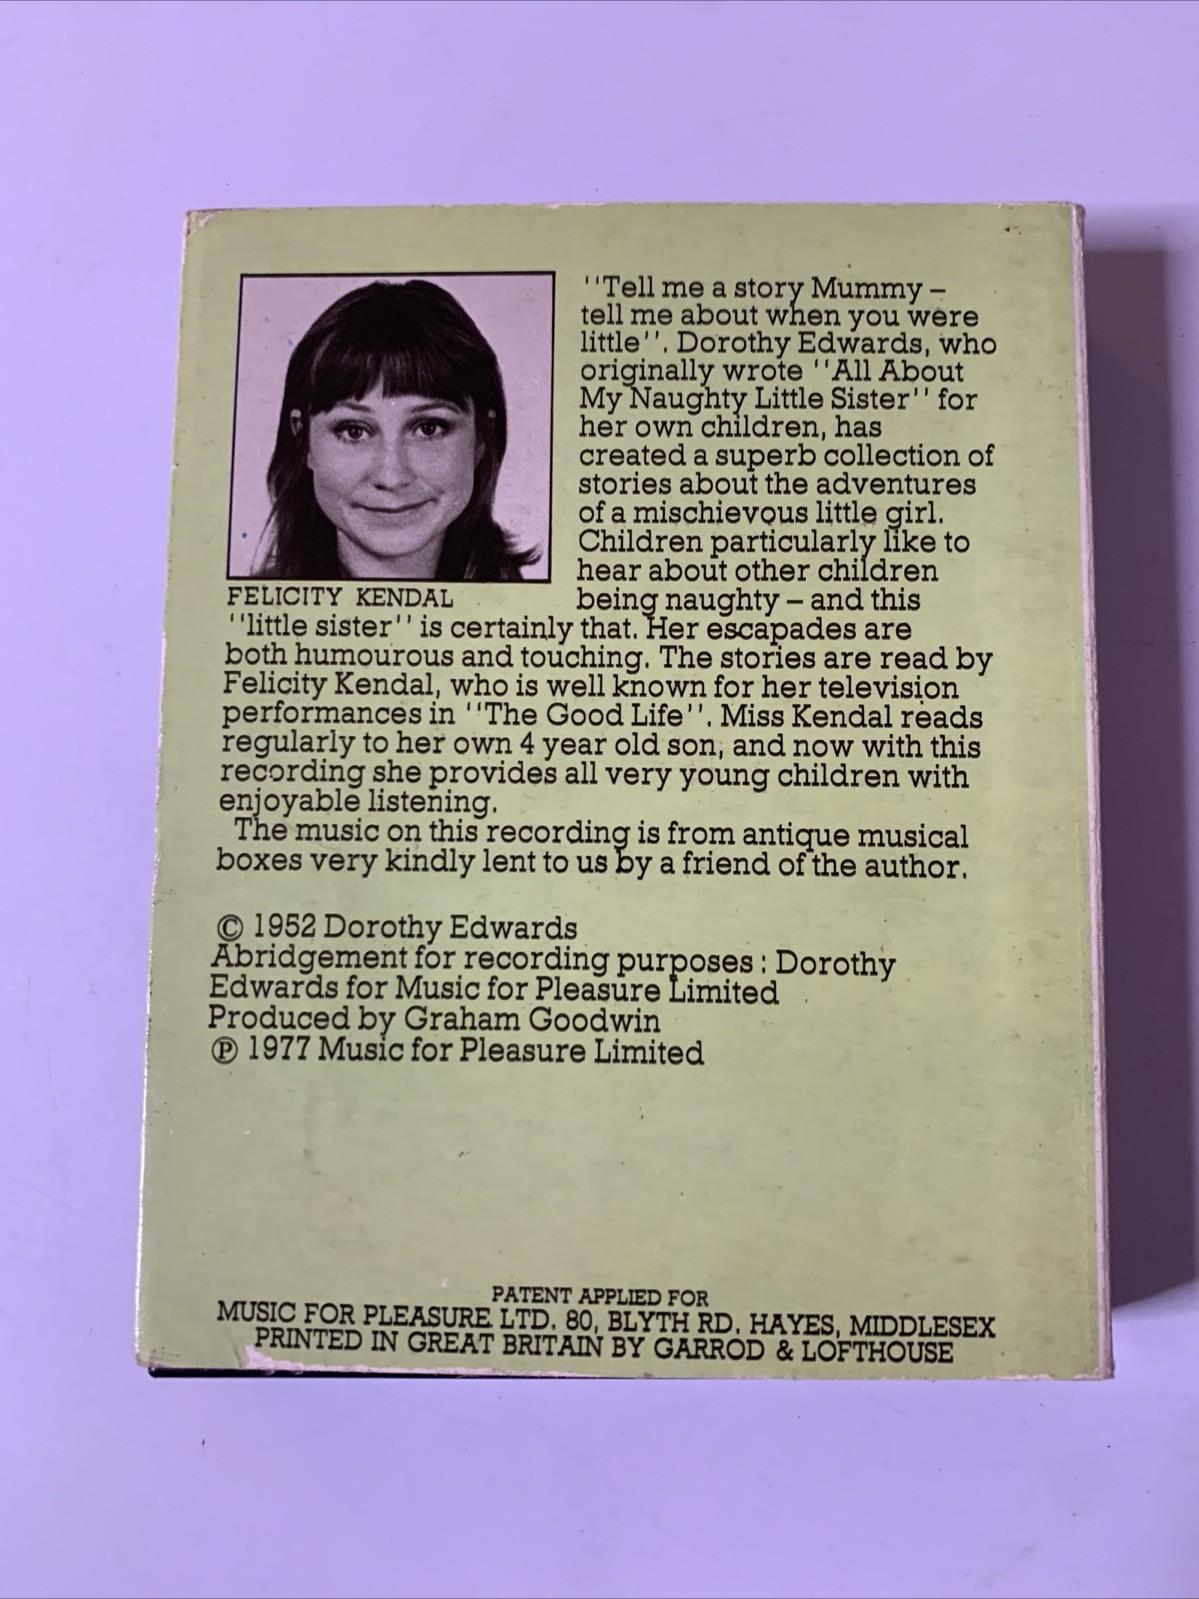 ''Tell me a story Mummy –
tell me about when you were
little''. Dorothy Edwards, who
originally wrote ''All About
My Naughty Little Sister'' for
her own children, has
created a superb collection of
stories about the adventures
of a mischievous little girl.
Children particularly like to
hear about other children
FELICITY KENDAL
being naughty – and this
''little sister'' is certainly that. Her escapades are
both humourous and touching. The stories are read by
Felicity Kendal, who is well known for her television
performances in ''The Good Life''. Miss Kendal reads
regularly to her own 4 year old son, and now with this
recording she provides all very young children with
enjoyable listening.
The music on this recording is from antique musical
boxes very kindly lent to us by a friend of the author.
© 1952 Dorothy Edwards
Abridgement for recording purposes : Dorothy
Edwards for Music for Pleasure Limited
Produced by Graham Goodwin
℗ 1977 Music for Pleasure Limited
PATENT APPLIED FOR
MUSIC FOR PLEASURE LTD. 80, BLYTH RD. HAYES, MIDDLESEX
PRINTED IN GREAT BRITAIN BY GARROD & LOFTHOUSE